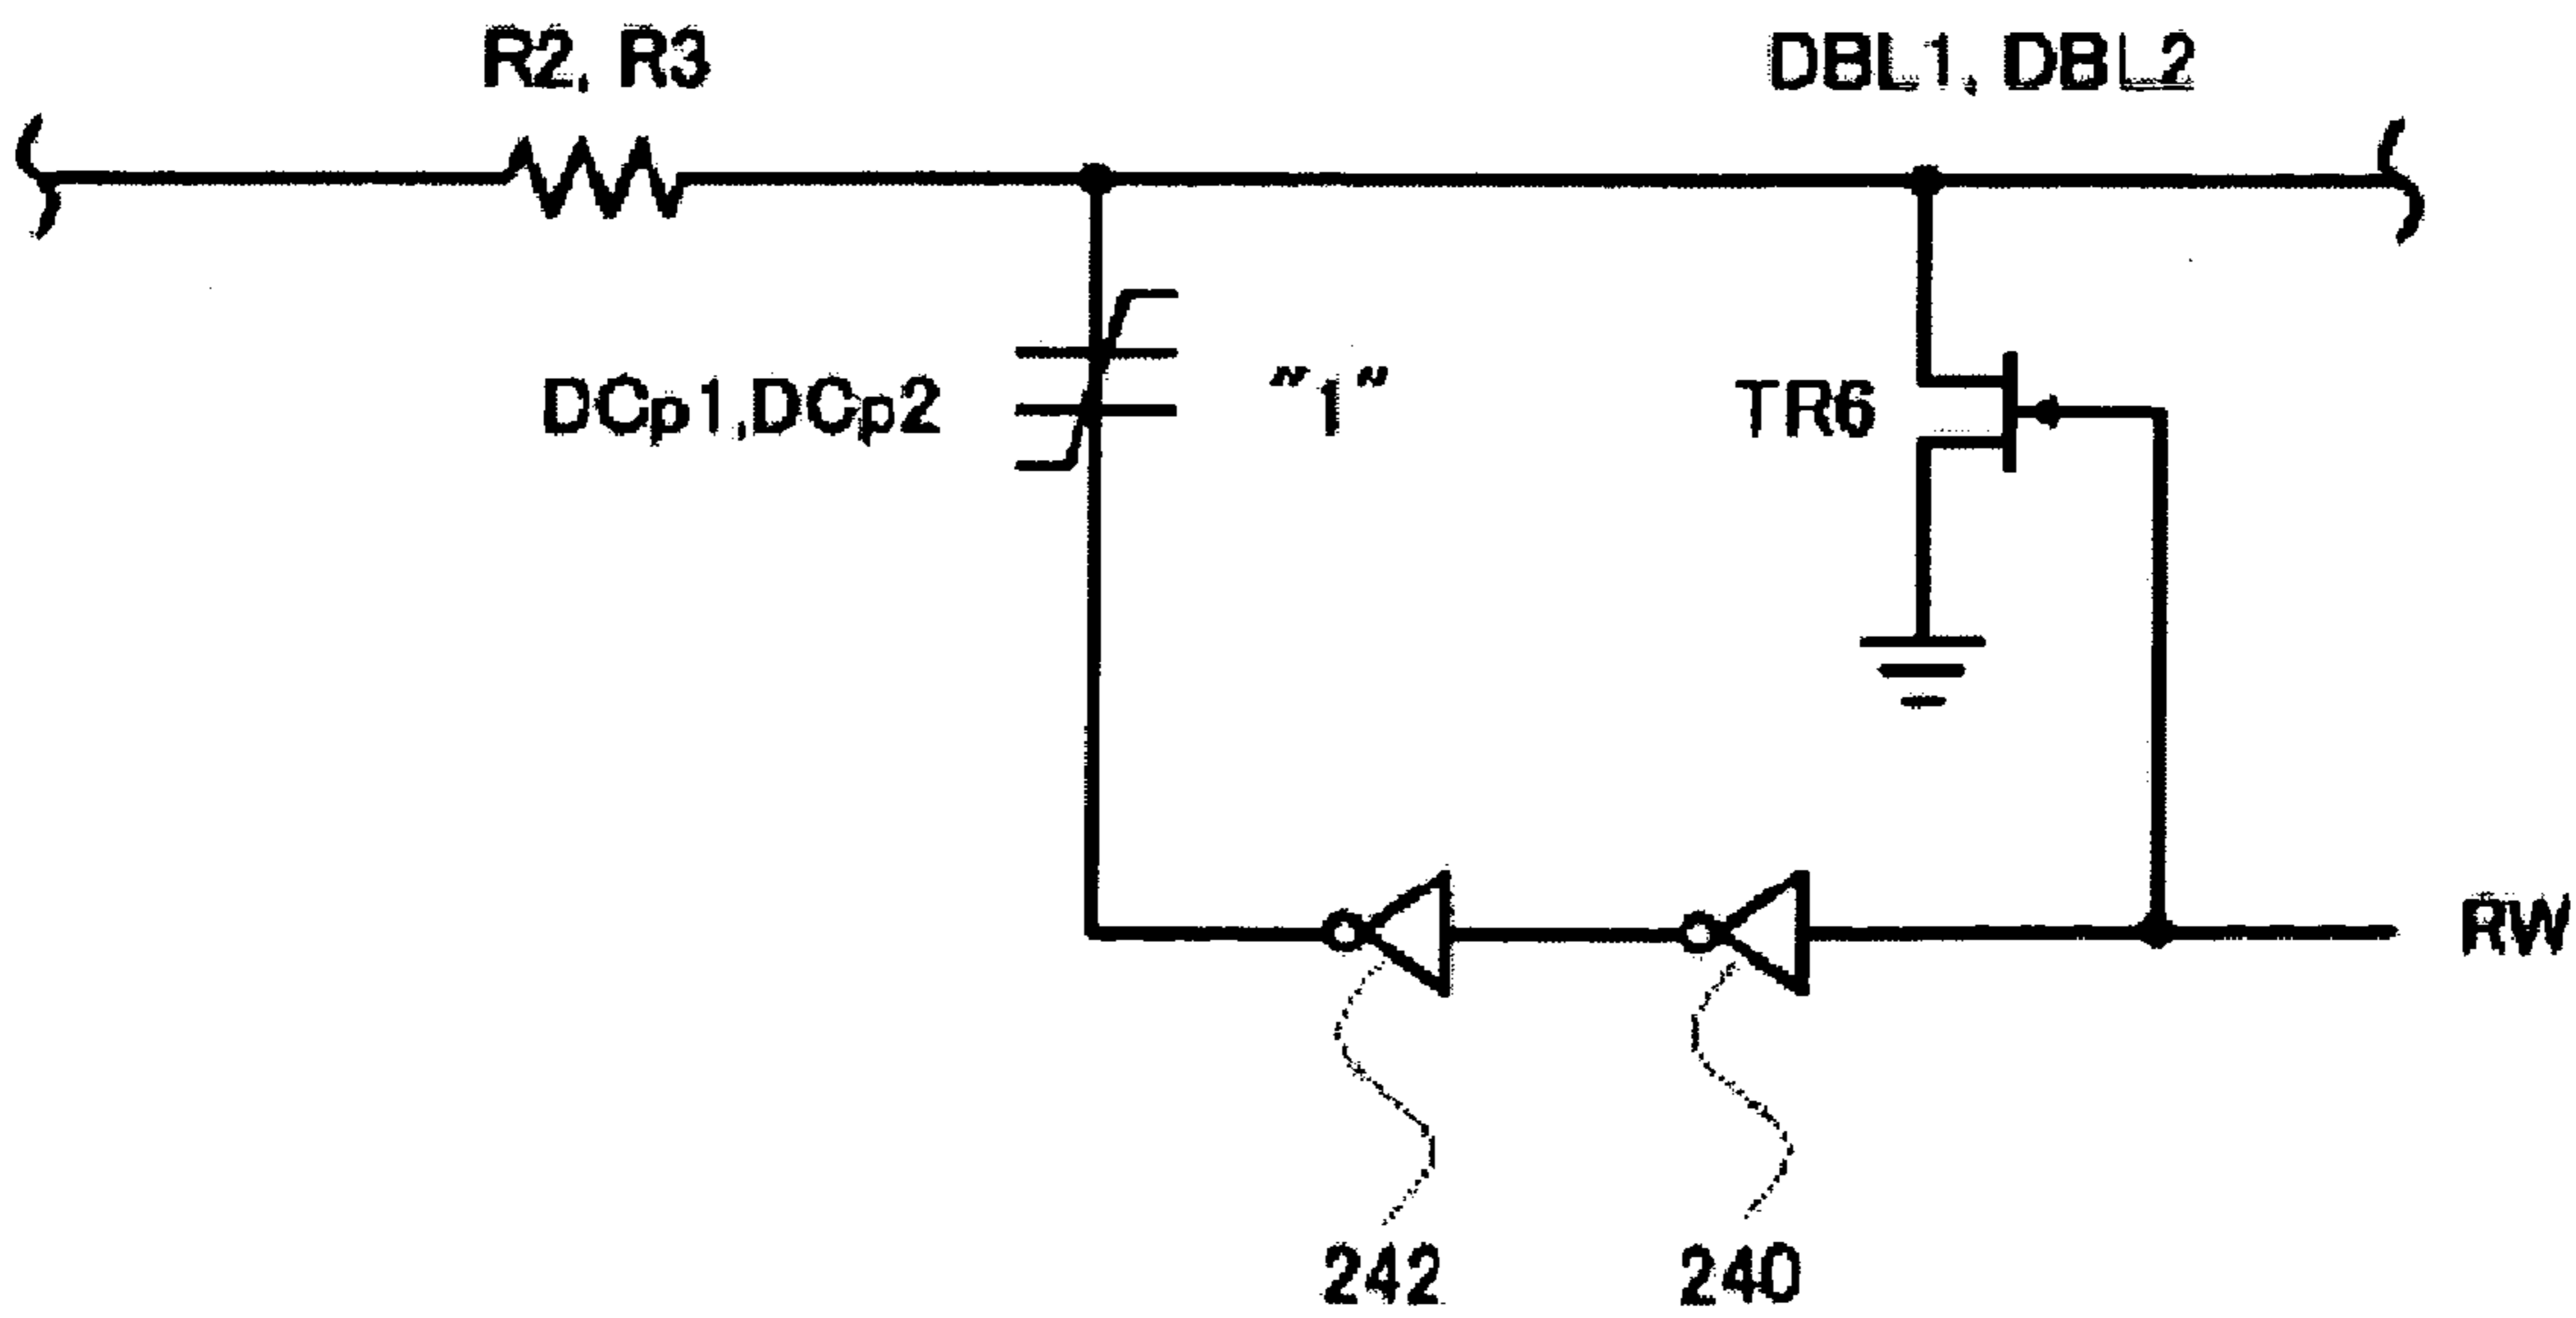 R2, R3
DBL1, DBL2
DCp1,DCp2
"1"
TR6
RW
242
240